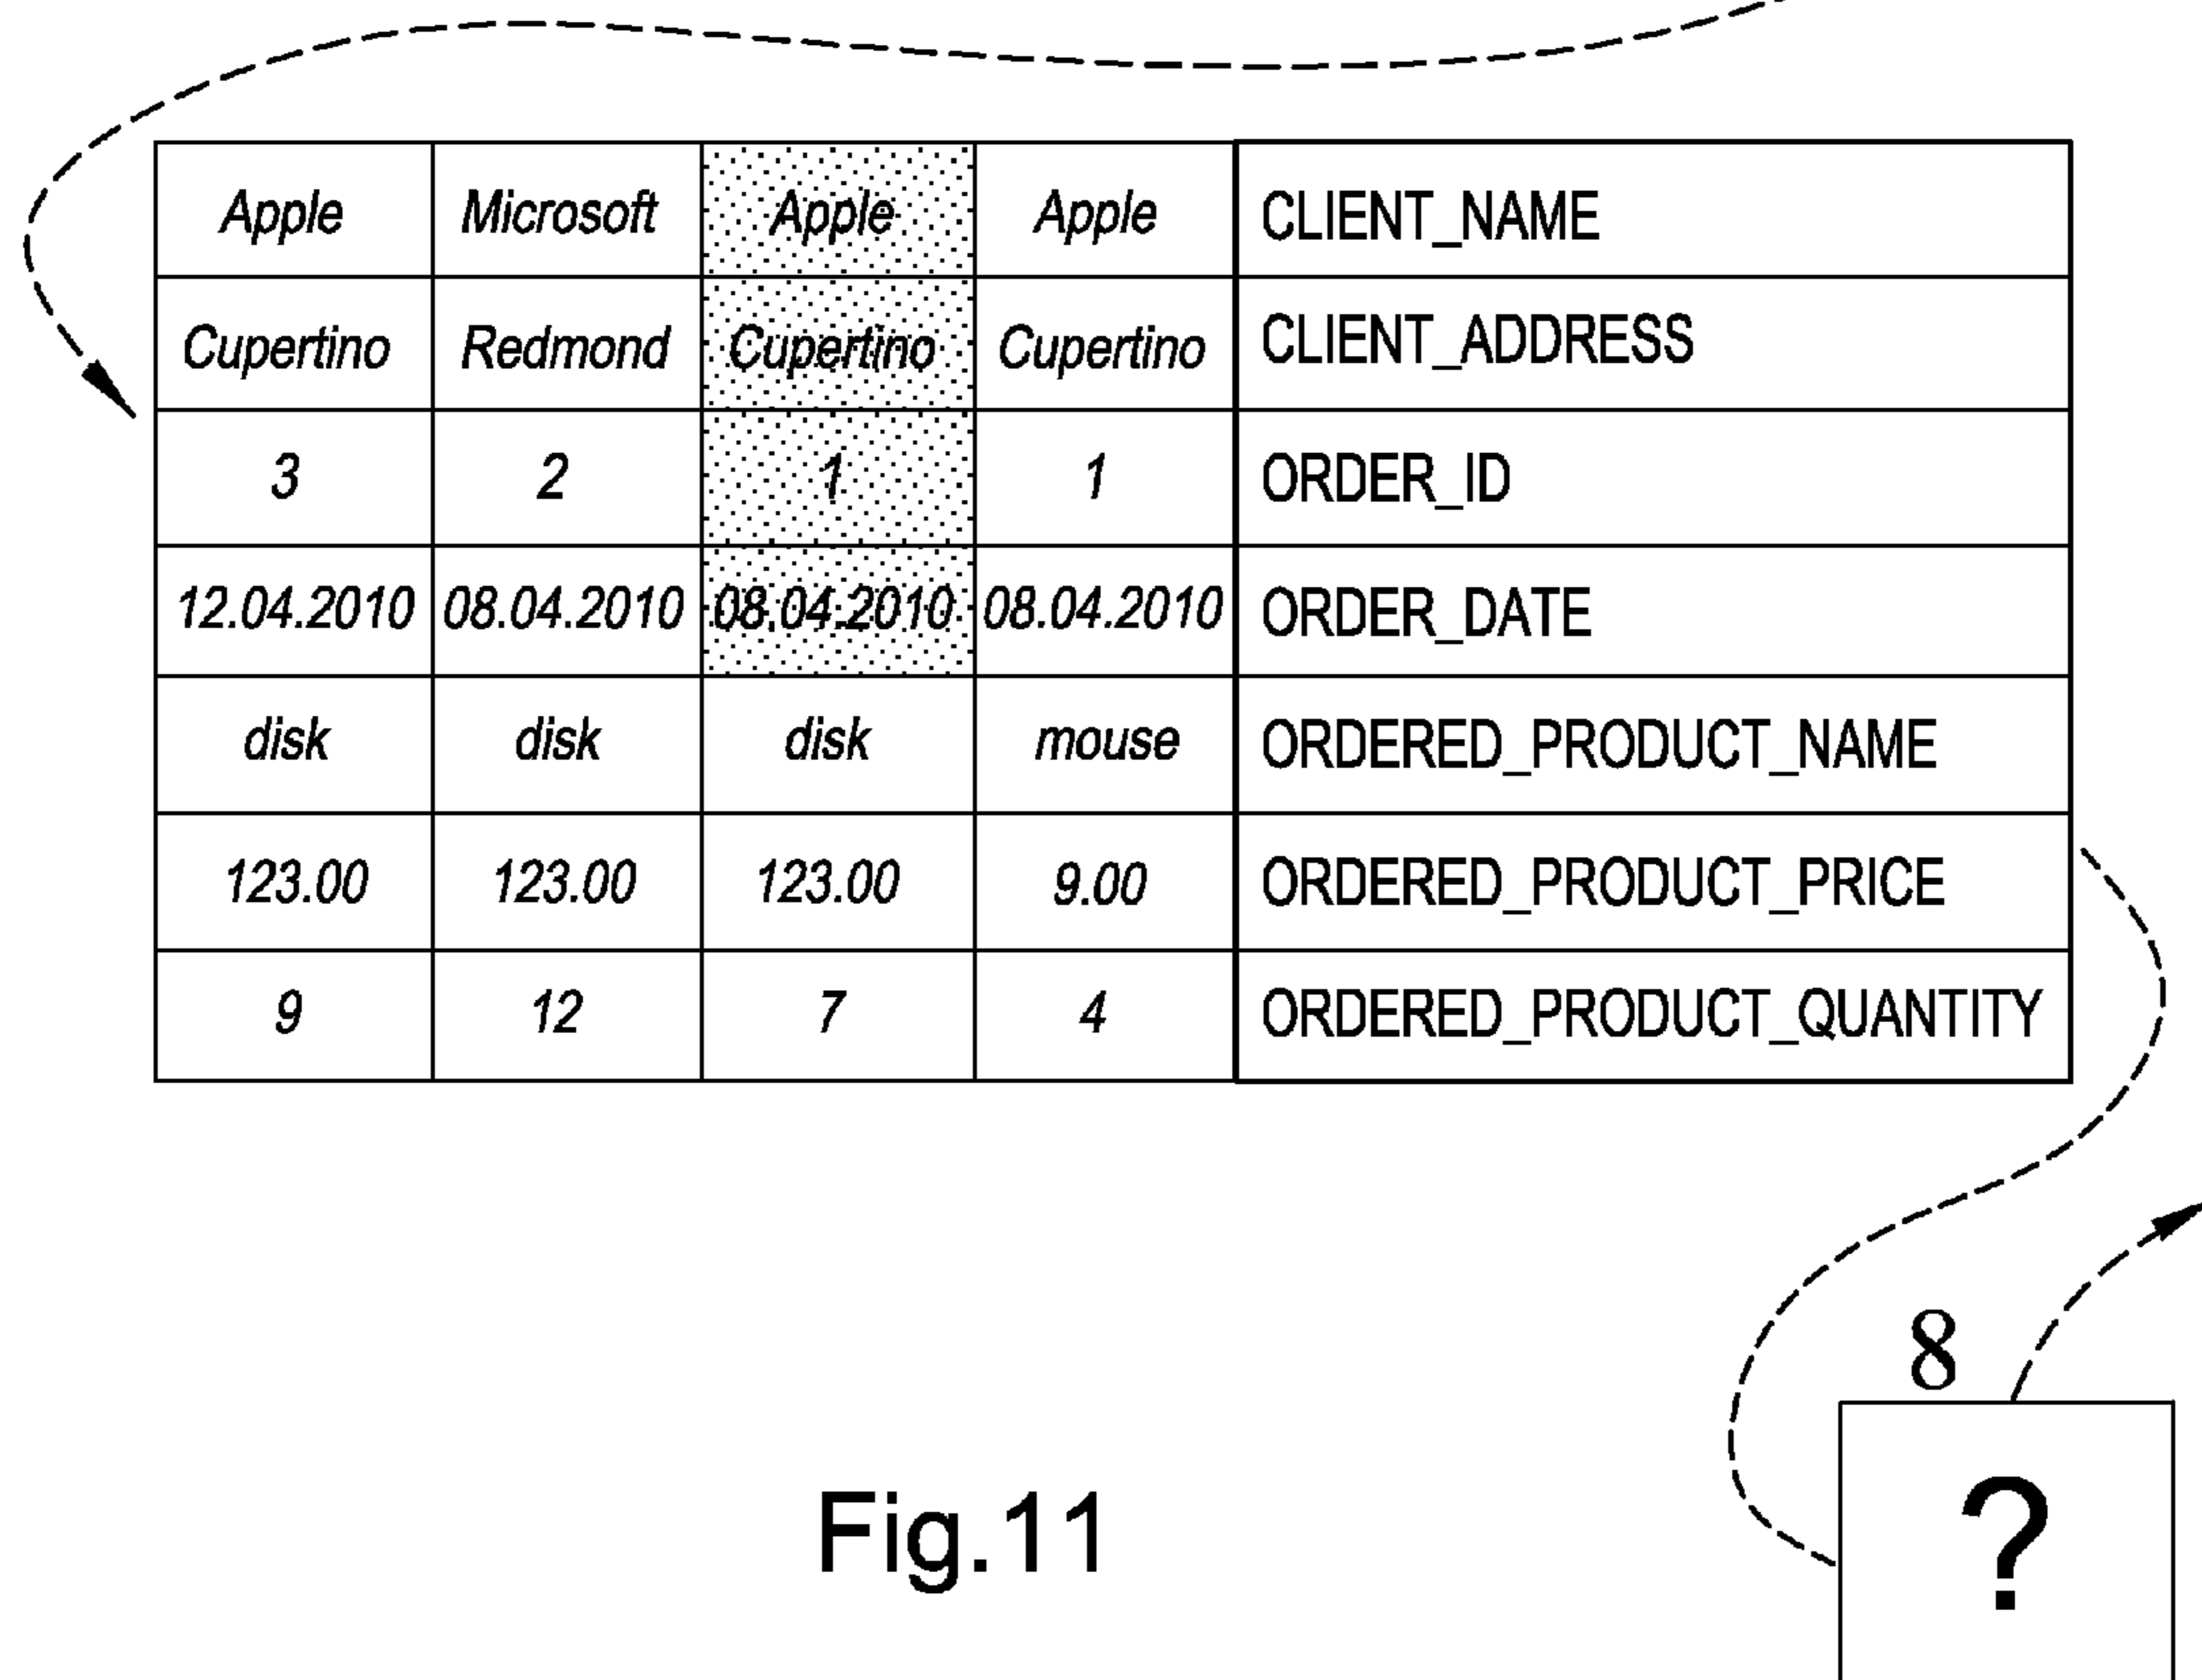 Apple Microsoft Apple Apple CLIENT_NAME
Cupertino Redmond Cupertino Cupertino CLIENT_ADDRESS
3 2 1 1 ORDER_ID
12.04.2010 08.04.2010 08.04.2010 08.04.2010 ORDER_DATE
disk disk disk mouse ORDERED_PRODUCT_NAME
123.00 123.00 123.00 9.00 ORDERED_PRODUCT_PRICE
9 12 7 4 ORDERED_PRODUCT_QUANTITY
8
?
Fig.11